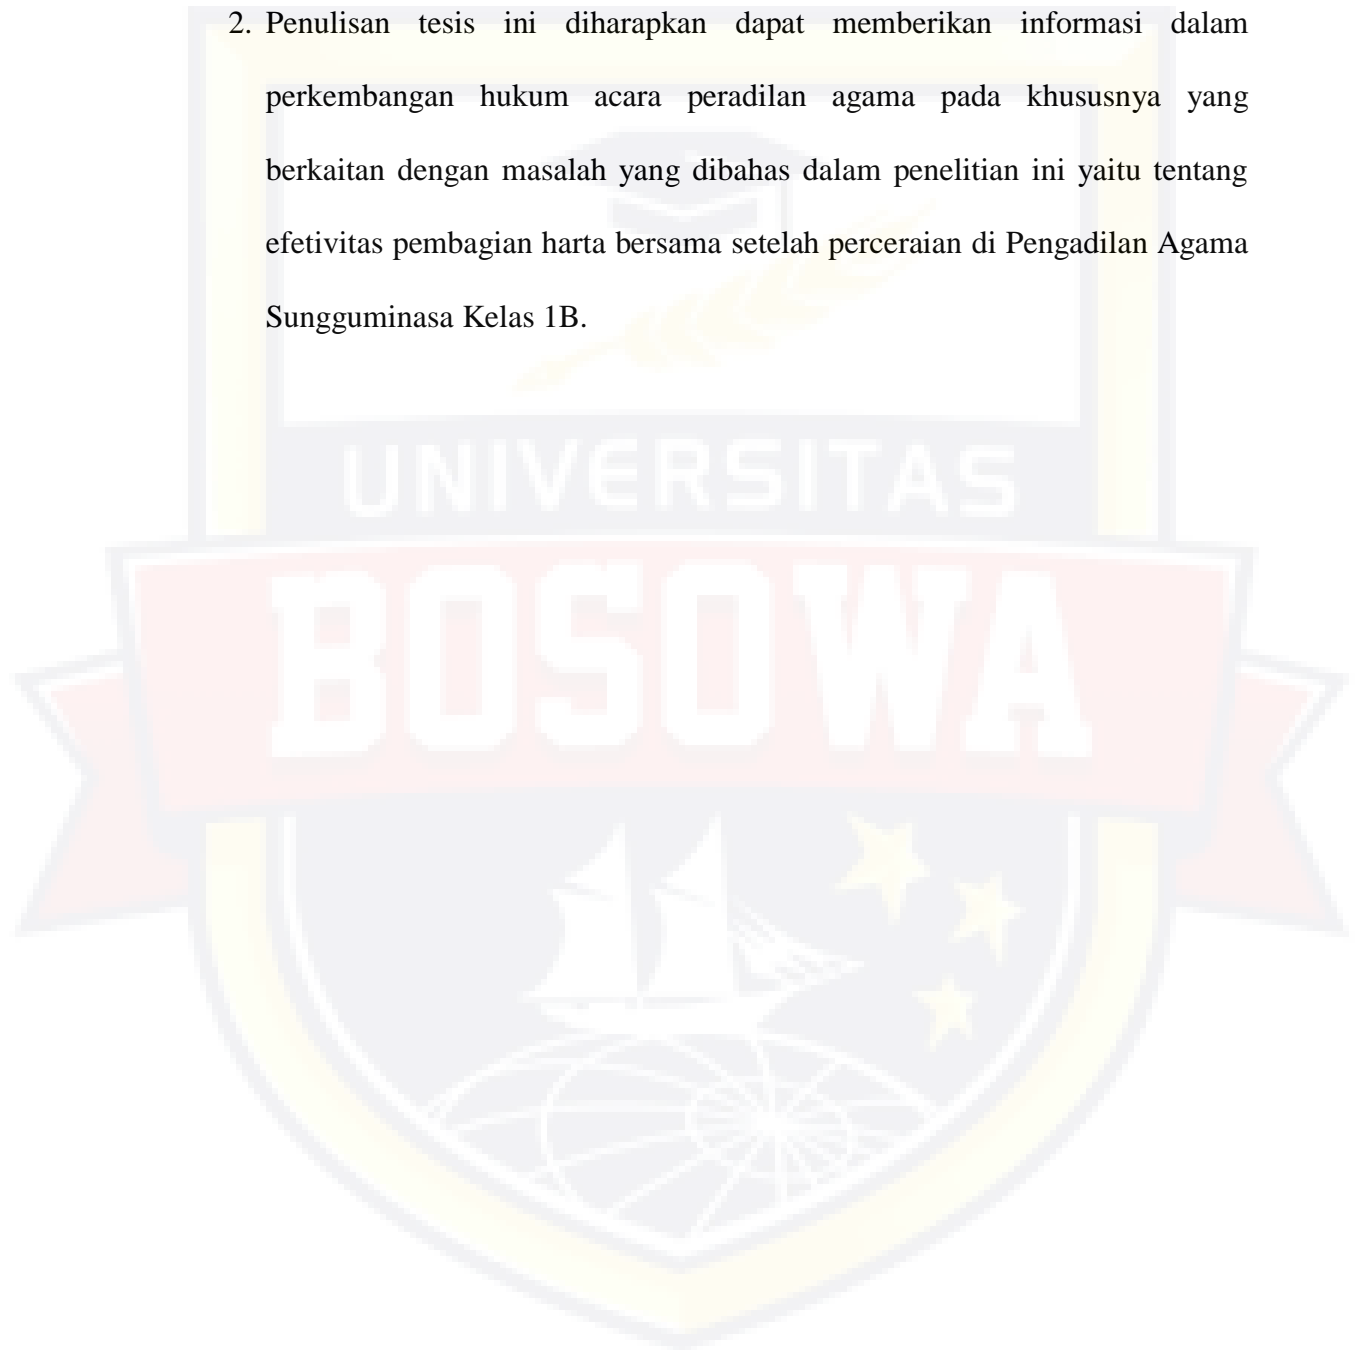 2. Penulisan tesis ini diharapkan dapat memberikan informasi dalam
perkembangan hukum acara peradilan agama pada khususnya yang
berkaitan dengan masalah yang dibahas dalam penelitian ini yaitu tentang
efetivitas pembagian harta bersama setelah perceraian di Pengadilan Agama
Sungguminasa Kelas 1B.
UNIVERSITAS
BOSOWA